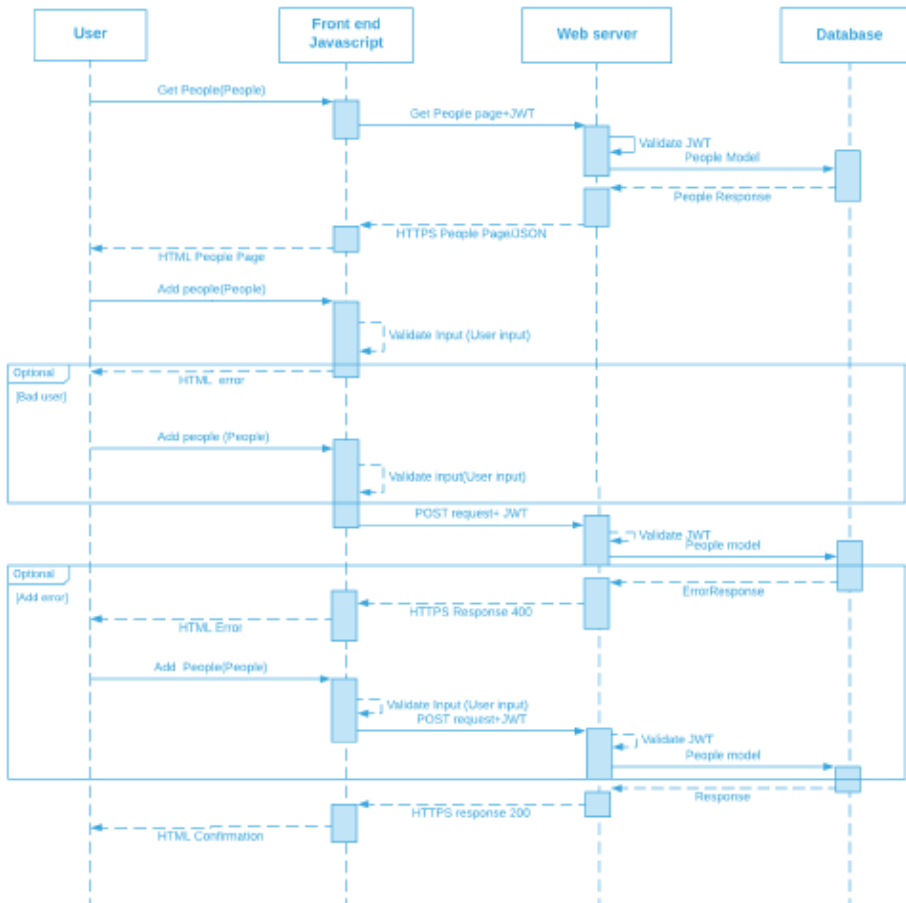 User
Front end
Javascript
Web server
Database
Get People(People)
Get People page+JWT
Validate JWT
People Model
People Response
HTTPS People Page/JSON
HTML People Page
Add people(People)
Validate Input (User input)
Optional
HTML error
[Bad user]
Add people (People)
Validate input(User input)
POST request+ JWT
Validate JWT
People model
Optional
[Add error]
ErrorResponse
HTTPS Response 400
HTML Error
Add People(People)
Validate Input (User input)
POST request+JWT
Validate JWT
People model
Response
HTTPS response 200
HTML Confirmation